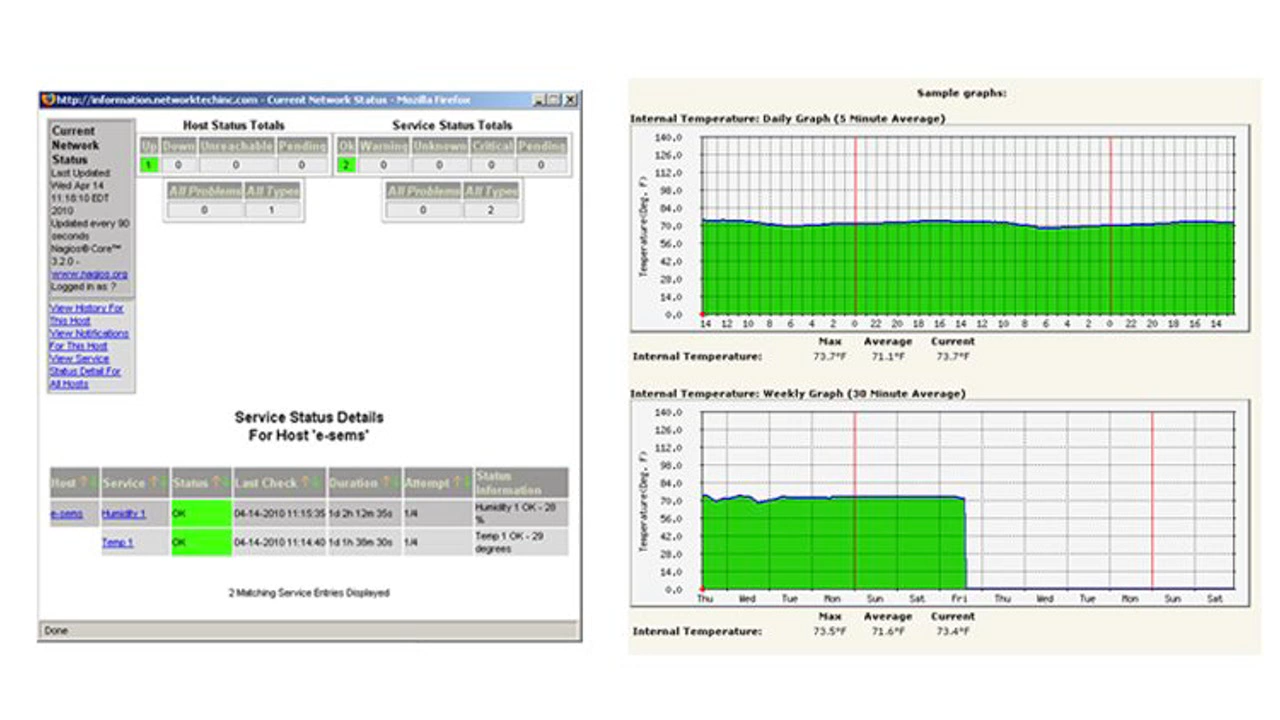 http://information.networktechinc.com - Current Network Status - Mozilla Firefox
Current
Network
Status
Last Updated:
Wed Apr 14
11:18:10 EDT
2010
Updated every 90
seconds
Nagios® Core™
3.2.0 -
www.nagios.org
Logged in as ?
View History For
This Host
View Notifications
For This Host
View Service
Status Detail For
All Hosts
Host Status Totals
Up Down Unreachable Pending
1 0 0 0
All Problems All Types
0 1
Service Status Totals
Ok Warning Unknown Critical Pending
2 0 0 0 0
All Problems All Types
0 2
Service Status Details
For Host 'e-sems'
Host Service Status Last Check Duration Attempt Status Information
e-sems Humidity 1 OK 04-14-2010 11:15:35 1d 2h 12m 35s 1/4 Humidity 1 OK - 28
%
Temp 1 OK 04-14-2010 11:14:40 1d 1h 38m 30s 1/4 Temp 1 OK - 29
degrees
2 Matching Service Entries Displayed
Done
Sample graphs:
Internal Temperature: Daily Graph (5 Minute Average)
Temperature(Deg. F)
140.0
126.0
112.0
98.0
84.0
70.0
56.0
42.0
28.0
14.0
0.0
14 12 10 8 6 4 2 0 22 20 18 16 14 12 10 8 6 4 2 0 22 20 18 16 14
Max Average Current
Internal Temperature: 73.7°F 71.1°F 73.7°F
Internal Temperature: Weekly Graph (30 Minute Average)
Temperature(Deg. F)
140.0
126.0
112.0
98.0
84.0
70.0
56.0
42.0
28.0
14.0
0.0
Thu Wed Tue Mon Sun Sat Fri Thu Wed Tue Mon Sun Sat
Max Average Current
Internal Temperature: 73.5°F 71.6°F 73.4°F